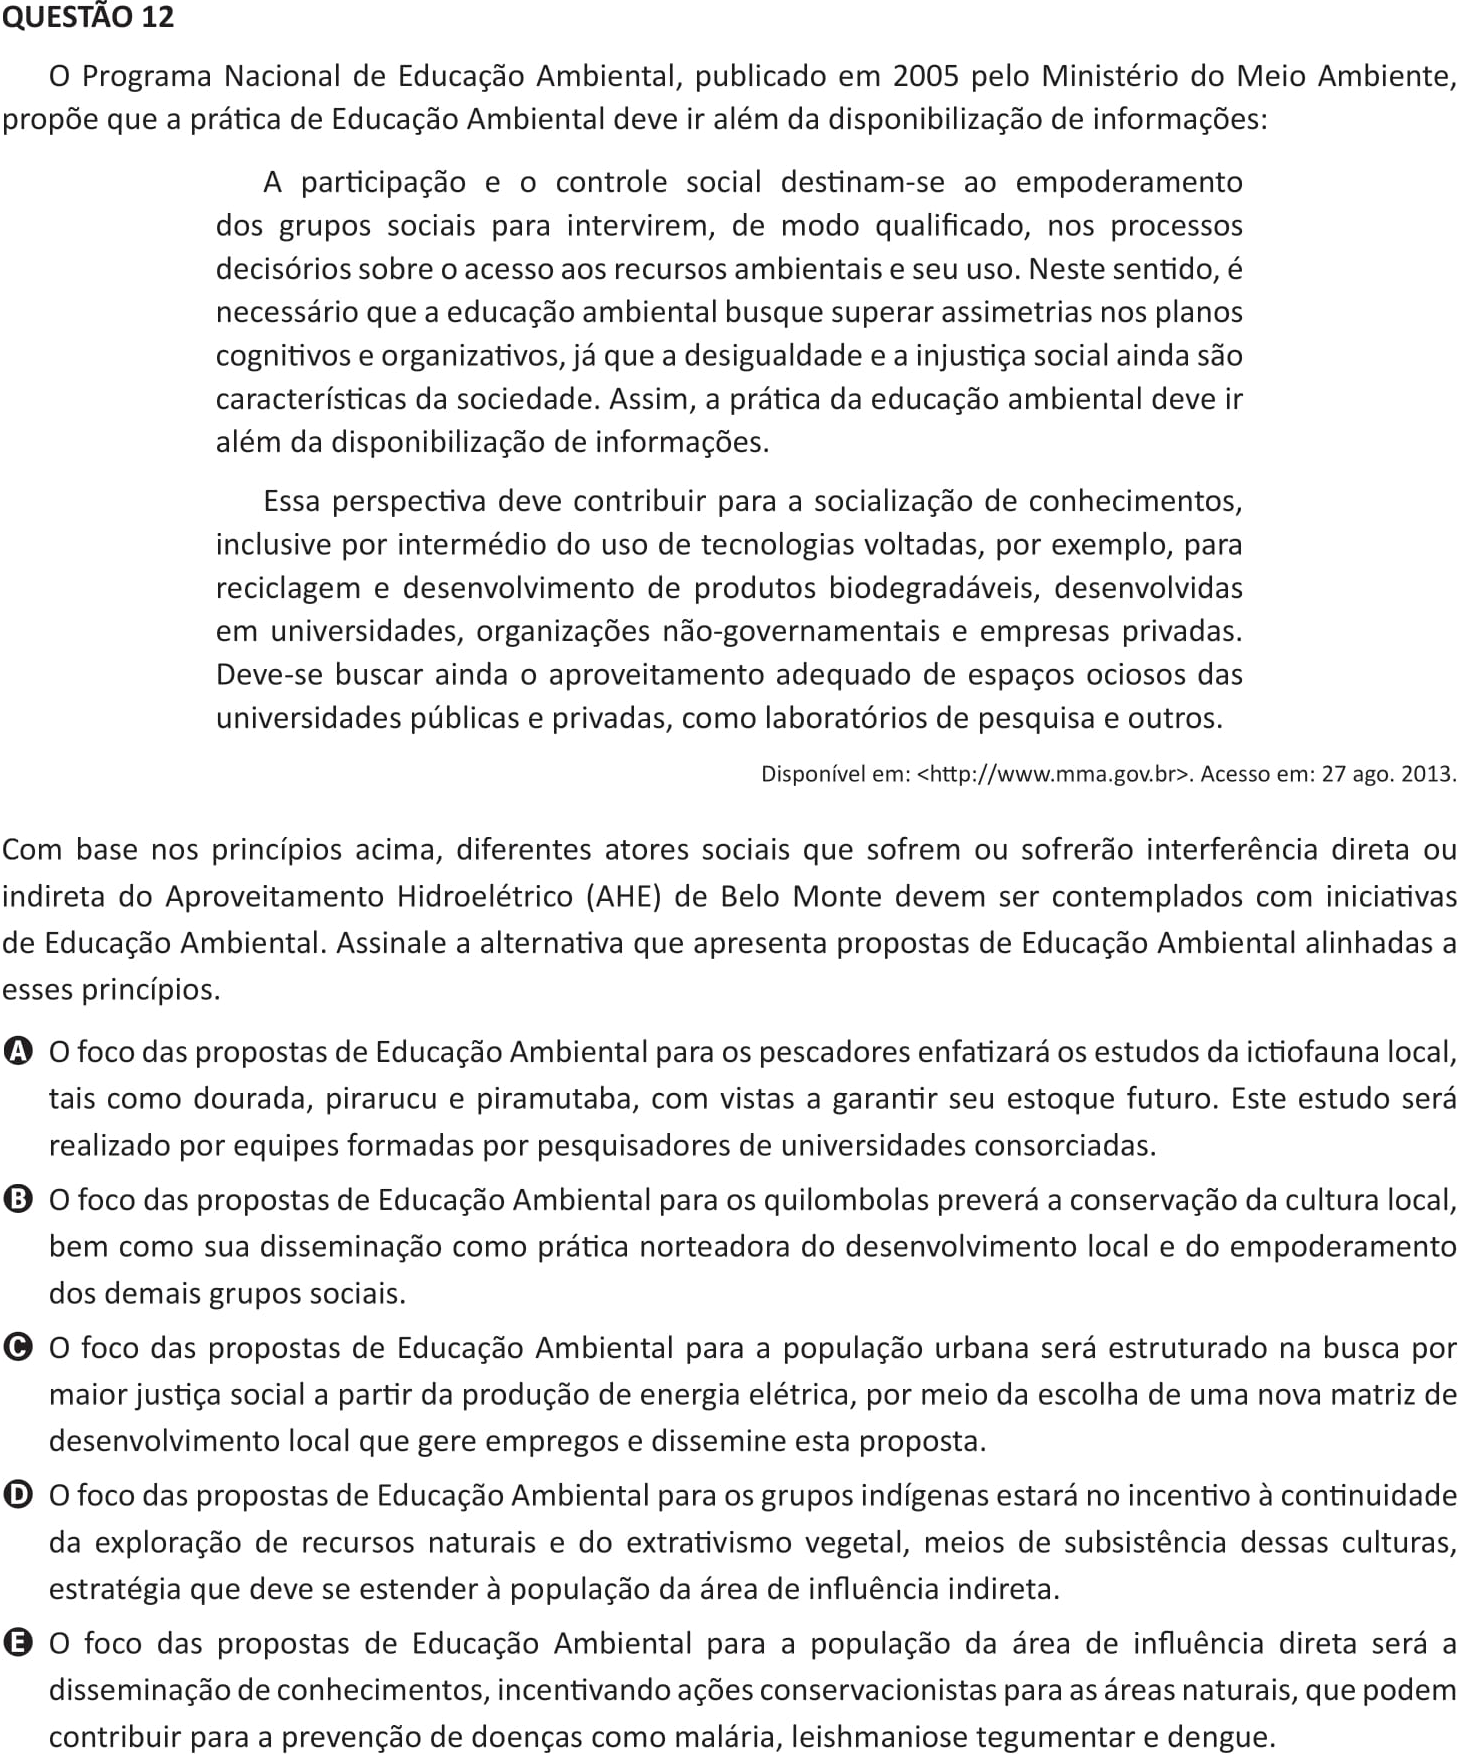 QUESTÃO 12
O Programa Nacional de Educação Ambiental, publicado em 2005 pelo Ministério do Meio Ambiente,
propõe que a prática de Educação Ambiental deve ir além da disponibilização de informações:
A participação e o controle social destinam-se ao empoderamento
dos grupos sociais para intervirem, de modo qualificado, nos processos
decisórios sobre o acesso aos recursos ambientais e seu uso. Neste sentido, é
necessário que a educação ambiental busque superar assimetrias nos planos
cognitivos e organizativos, já que a desigualdade e a injustiça social ainda são
características da sociedade. Assim, a prática da educação ambiental deve ir
além da disponibilização de informações.
Essa perspectiva deve contribuir para a socialização de conhecimentos,
inclusive por intermédio do uso de tecnologias voltadas, por exemplo, para
reciclagem e desenvolvimento de produtos biodegradáveis, desenvolvidas
em universidades, organizações não-governamentais e empresas privadas.
Deve-se buscar ainda o aproveitamento adequado de espaços ociosos das
universidades públicas e privadas, como laboratórios de pesquisa e outros.
Disponível em: <http://www.mma.gov.br>. Acesso em: 27 ago. 2013.
Com base nos princípios acima, diferentes atores sociais que sofrem ou sofrerão interferência direta ou
indireta do Aproveitamento Hidroelétrico (AHE) de Belo Monte devem ser contemplados com iniciativas
de Educação Ambiental. Assinale a alternativa que apresenta propostas de Educação Ambiental alinhadas a
esses princípios.
A O foco das propostas de Educação Ambiental para os pescadores enfatizará os estudos da ictiofauna local,
tais como dourada, pirarucu e piramutaba, com vistas a garantir seu estoque futuro. Este estudo será
realizado por equipes formadas por pesquisadores de universidades consorciadas.
B O foco das propostas de Educação Ambiental para os quilombolas preverá a conservação da cultura local,
bem como sua disseminação como prática norteadora do desenvolvimento local e do empoderamento
dos demais grupos sociais.
C O foco das propostas de Educação Ambiental para a população urbana será estruturado na busca por
maior justiça social a partir da produção de energia elétrica, por meio da escolha de uma nova matriz de
desenvolvimento local que gere empregos e dissemine esta proposta.
D O foco das propostas de Educação Ambiental para os grupos indígenas estará no incentivo à continuidade
da exploração de recursos naturais e do extrativismo vegetal, meios de subsistência dessas culturas,
estratégia que deve se estender à população da área de influência indireta.
E O foco das propostas de Educação Ambiental para a população da área de influência direta será a
disseminação de conhecimentos, incentivando ações conservacionistas para as áreas naturais, que podem
contribuir para a prevenção de doenças como malária, leishmaniose tegumentar e dengue.